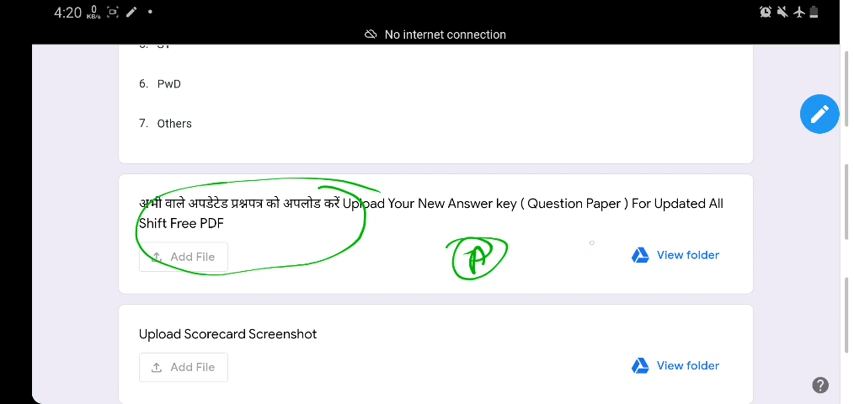 4:20 0 KB/s
No internet connection
6. PwD
7. Others
अभी वाले अपडेटेड प्रश्नपत्र को अपलोड करें Upload Your New Answer key ( Question Paper ) For Updated All
Shift Free PDF
Add File
View folder
A
Upload Scorecard Screenshot
Add File
View folder